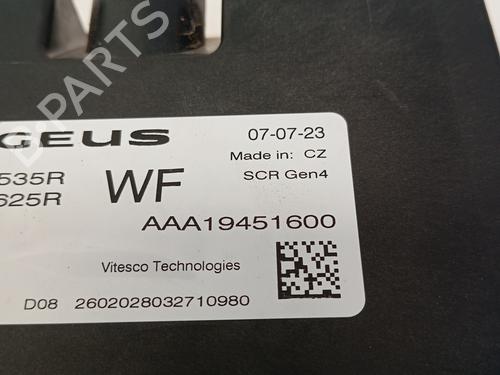 B-PARTS
GEUS
07-07-23
535R
WF
Made in: CZ
625R
SCR Gen4
AAA19451600
Vitesco Technologies
D08 2602028032710980